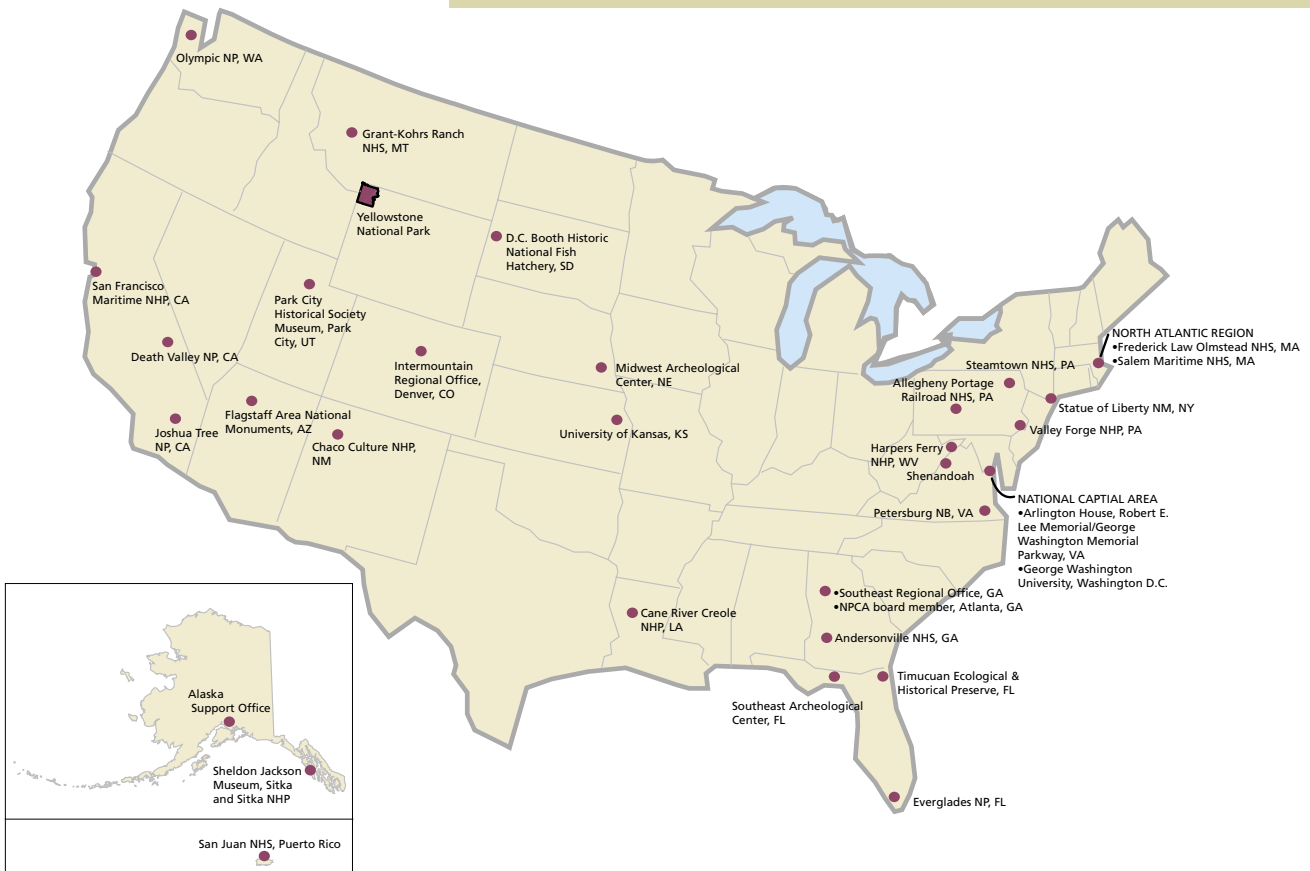 Olympic NP, WA
Grant-Kohrs Ranch
NHS, MT
Yellowstone
National Park
D.C. Booth Historic
National Fish
Hatchery, SD
San Francisco
Maritime NHP, CA
Park City
Historical Society
Museum, Park
City, UT
Death Valley NP, CA
Intermountain
Regional Office,
Denver, CO
Midwest Archeological
Center, NE
NORTH ATLANTIC REGION
•Frederick Law Olmstead NHS, MA
•Salem Maritime NHS, MA
Steamtown NHS, PA
Allegheny Portage
Railroad NHS, PA
Statue of Liberty NM, NY
Valley Forge NHP, PA
Joshua Tree
NP, CA
Flagstaff Area National
Monuments, AZ
Chaco Culture NHP,
NM
University of Kansas, KS
Harpers Ferry
NHP, WV
Shenandoah
Petersburg NB, VA
NATIONAL CAPTIAL AREA
•Arlington House, Robert E.
Lee Memorial/George
Washington Memorial
Parkway, VA
•George Washington
University, Washington D.C.
•Southeast Regional Office, GA
•NPCA board member, Atlanta, GA
Cane River Creole
NHP, LA
Andersonville NHS, GA
Timucuan Ecological &
Historical Preserve, FL
Southeast Archeological
Center, FL
Everglades NP, FL
Alaska
Support Office
Sheldon Jackson
Museum, Sitka
and Sitka NHP
San Juan NHS, Puerto Rico